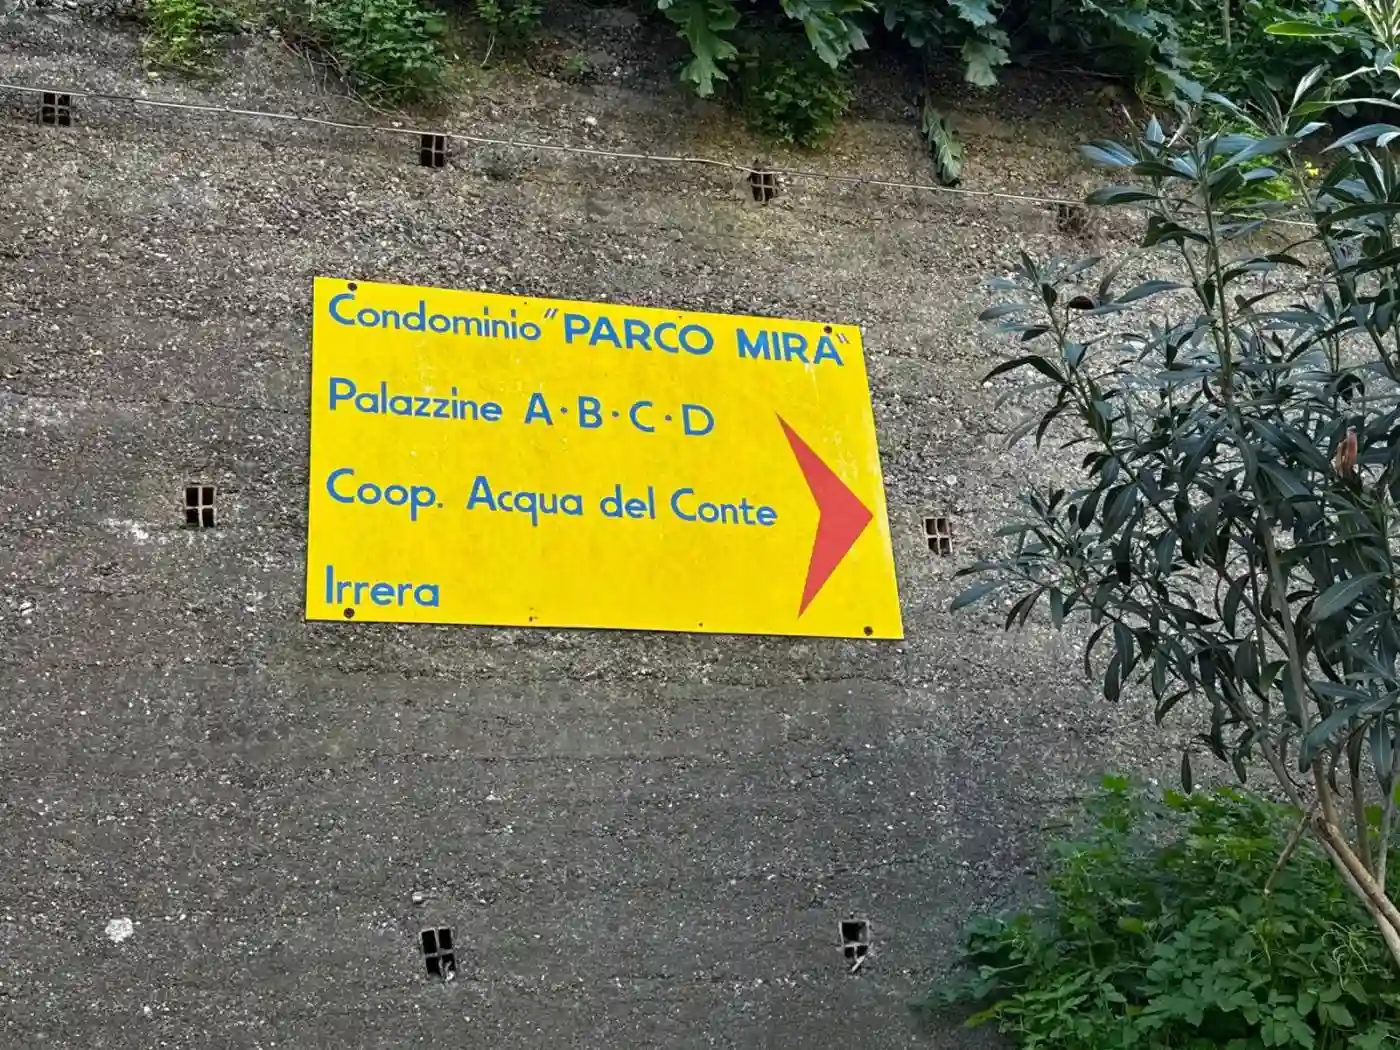 Condominio "PARCO MIRA"
Palazzine A·B·C·D
Coop. Acqua del Conte
Irrera